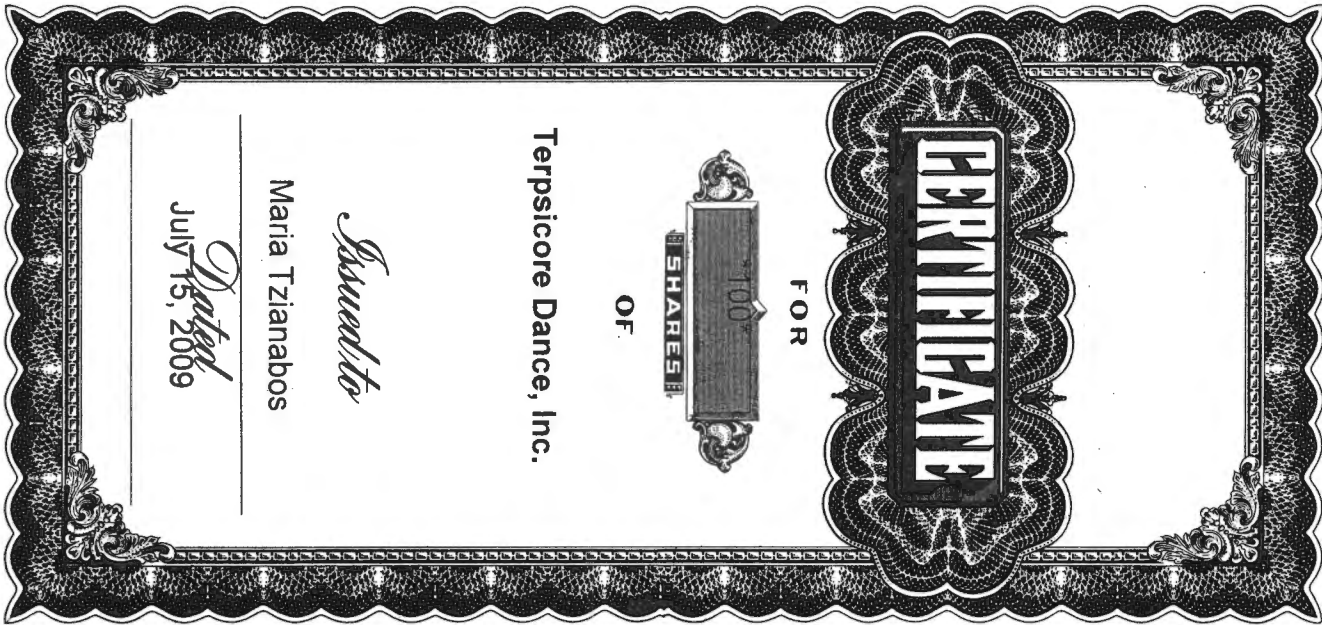 CERTIFICATE
FOR
*100*
SHARES
OF
Terpsicore Dance, Inc.
Issued to
Maria Tzianabos
Dated
July 15, 2009